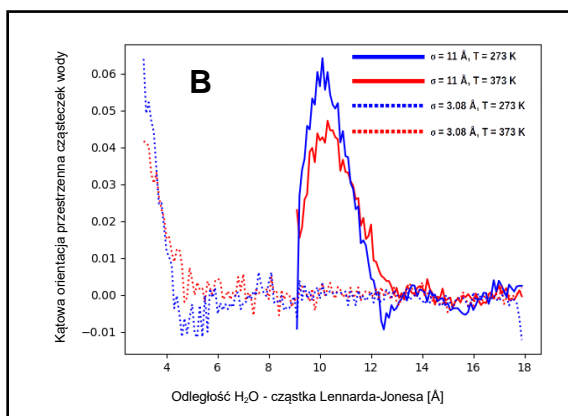 B
σ = 11 Å, T = 273 K
σ = 11 Å, T = 373 K
σ = 3.08 Å, T = 273 K
σ = 3.08 Å, T = 373 K
Kątowa orientacja przestrzenna cząsteczek wody
0.06
0.05
0.04
0.03
0.02
0.01
0.00
−0.01
4 6 8 10 12 14 16 18
Odległość H₂O - cząstka Lennarda-Jonesa [Å]